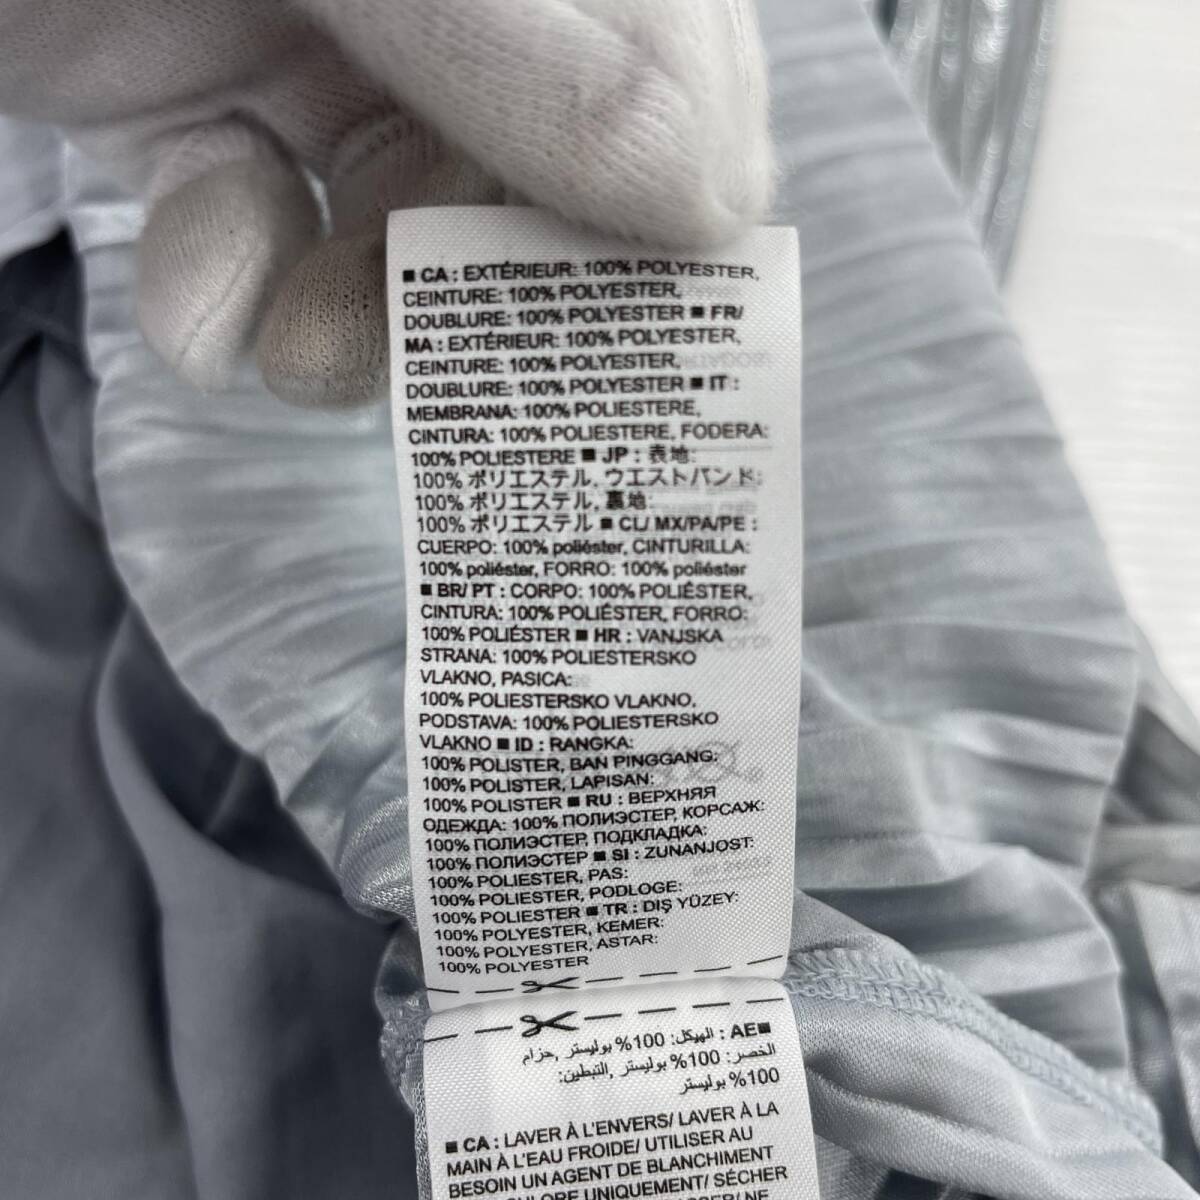 ■ CA : EXTÉRIEUR: 100% POLYESTER,
CEINTURE: 100% POLYESTER,
DOUBLURE: 100% POLYESTER ■ FR/
MA : EXTÉRIEUR: 100% POLYESTER,
CEINTURE: 100% POLYESTER,
DOUBLURE: 100% POLYESTER ■ IT :
MEMBRANA: 100% POLIESTERE,
CINTURA: 100% POLIESTERE, FODERA:
100% POLIESTERE ■ JP : 表地:
100% ポリエステル, ウエストバンド:
100% ポリエステル, 裏地:
100% ポリエステル ■ CL/ MX/PA/PE :
CUERPO: 100% poliéster, CINTURILLA:
100% poliéster, FORRO: 100% poliéster
■ BR/ PT : CORPO: 100% POLIÉSTER,
CINTURA: 100% POLIÉSTER, FORRO:
100% POLIÉSTER ■ HR : VANJSKA
STRANA: 100% POLIESTERSKO
VLAKNO, PASICA:
100% POLIESTERSKO VLAKNO,
PODSTAVA: 100% POLIESTERSKO
VLAKNO ■ ID : RANGKA:
100% POLISTER, BAN PINGGANG:
100% POLISTER, LAPISAN:
100% POLISTER ■ RU : ВЕРХНЯЯ
ОДЕЖДА: 100% ПОЛИЭСТЕР, КОРСАЖ:
100% ПОЛИЭСТЕР, ПОДКЛАДКА:
100% ПОЛИЭСТЕР ■ SI : ZUNANJOST:
100% POLIESTER, PAS:
100% POLIESTER, PODLOGE:
100% POLIESTER ■ TR : DIŞ YÜZEY:
100% POLYESTER, KEMER:
100% POLYESTER, ASTAR:
100% POLYESTER
■AE : الهيكل: 100% بوليستر ,حزام
الخصر: 100% بوليستر ,التبطين:
100% بوليستر
■ CA : LAVER À L'ENVERS/ LAVER À LA
MAIN À L'EAU FROIDE/ UTILISER AU
BESOIN UN AGENT DE BLANCHIMENT
UNIQUEMENT/ SÉCHER